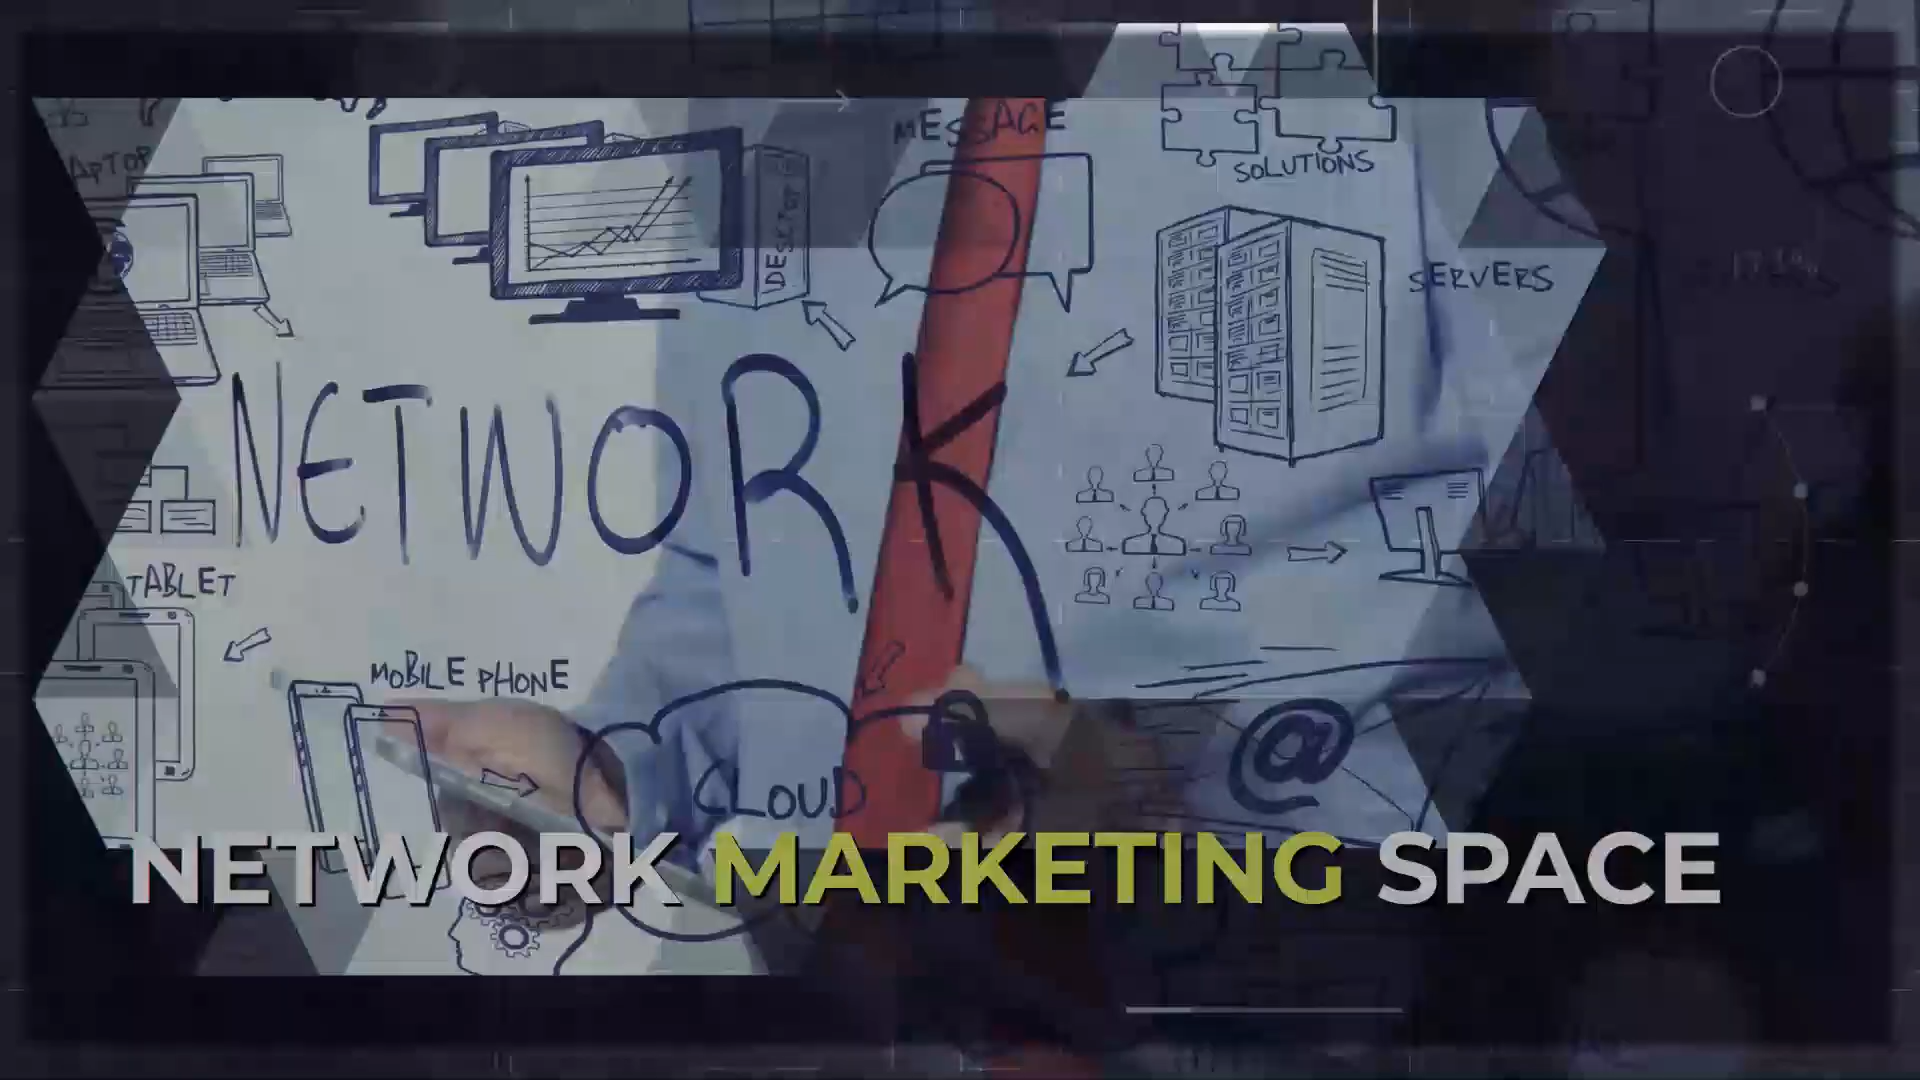 MESSAGE
SOLUTIONS
LAPTOP
DESKTOP
SERVERS
NETWORK
TABLET
MOBILE PHONE
@
CLOUD
NETWORK MARKETING SPACE